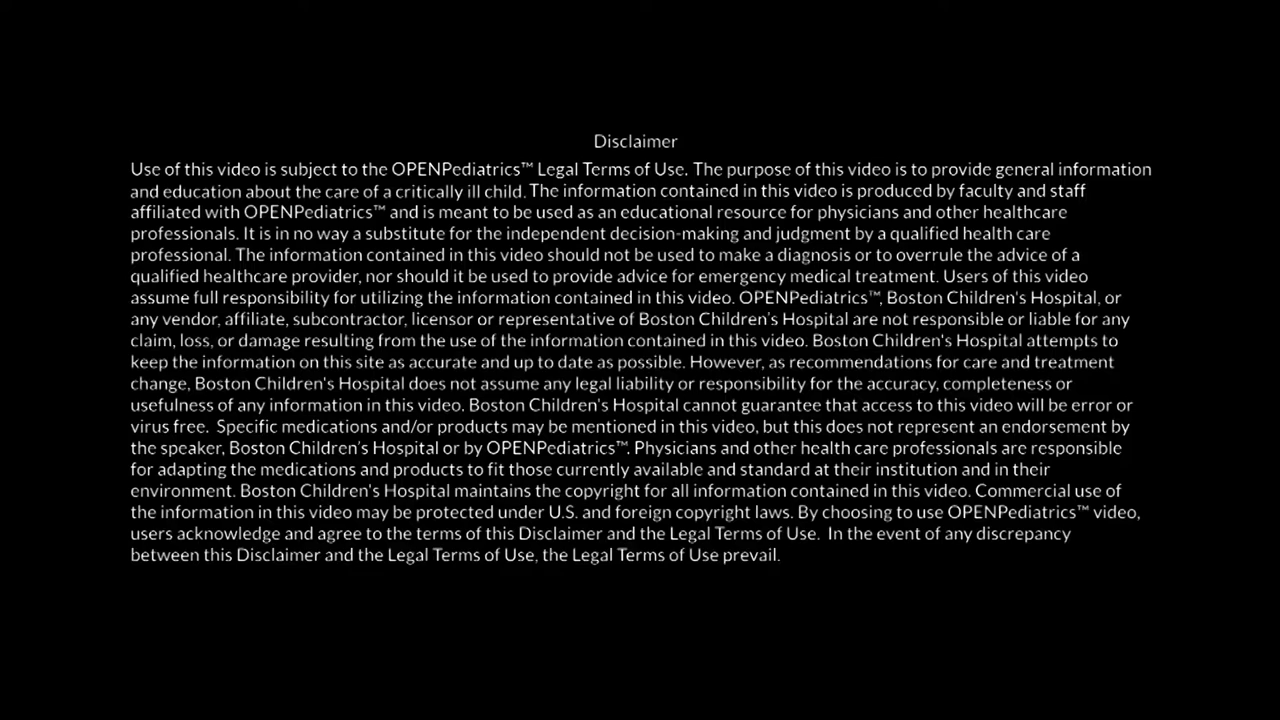 Disclaimer
Use of this video is subject to the OPENPediatrics™ Legal Terms of Use. The purpose of this video is to provide general information
and education about the care of a critically ill child. The information contained in this video is produced by faculty and staff
affiliated with OPENPediatrics™ and is meant to be used as an educational resource for physicians and other healthcare
professionals. It is in no way a substitute for the independent decision-making and judgment by a qualified health care
professional. The information contained in this video should not be used to make a diagnosis or to overrule the advice of a
qualified healthcare provider, nor should it be used to provide advice for emergency medical treatment. Users of this video
assume full responsibility for utilizing the information contained in this video. OPENPediatrics™, Boston Children's Hospital, or
any vendor, affiliate, subcontractor, licensor or representative of Boston Children's Hospital are not responsible or liable for any
claim, loss, or damage resulting from the use of the information contained in this video. Boston Children's Hospital attempts to
keep the information on this site as accurate and up to date as possible. However, as recommendations for care and treatment
change, Boston Children's Hospital does not assume any legal liability or responsibility for the accuracy, completeness or
usefulness of any information in this video. Boston Children's Hospital cannot guarantee that access to this video will be error or
virus free.  Specific medications and/or products may be mentioned in this video, but this does not represent an endorsement by
the speaker, Boston Children's Hospital or by OPENPediatrics™. Physicians and other health care professionals are responsible
for adapting the medications and products to fit those currently available and standard at their institution and in their
environment. Boston Children's Hospital maintains the copyright for all information contained in this video. Commercial use of
the information in this video may be protected under U.S. and foreign copyright laws. By choosing to use OPENPediatrics™ video,
users acknowledge and agree to the terms of this Disclaimer and the Legal Terms of Use.  In the event of any discrepancy
between this Disclaimer and the Legal Terms of Use, the Legal Terms of Use prevail.